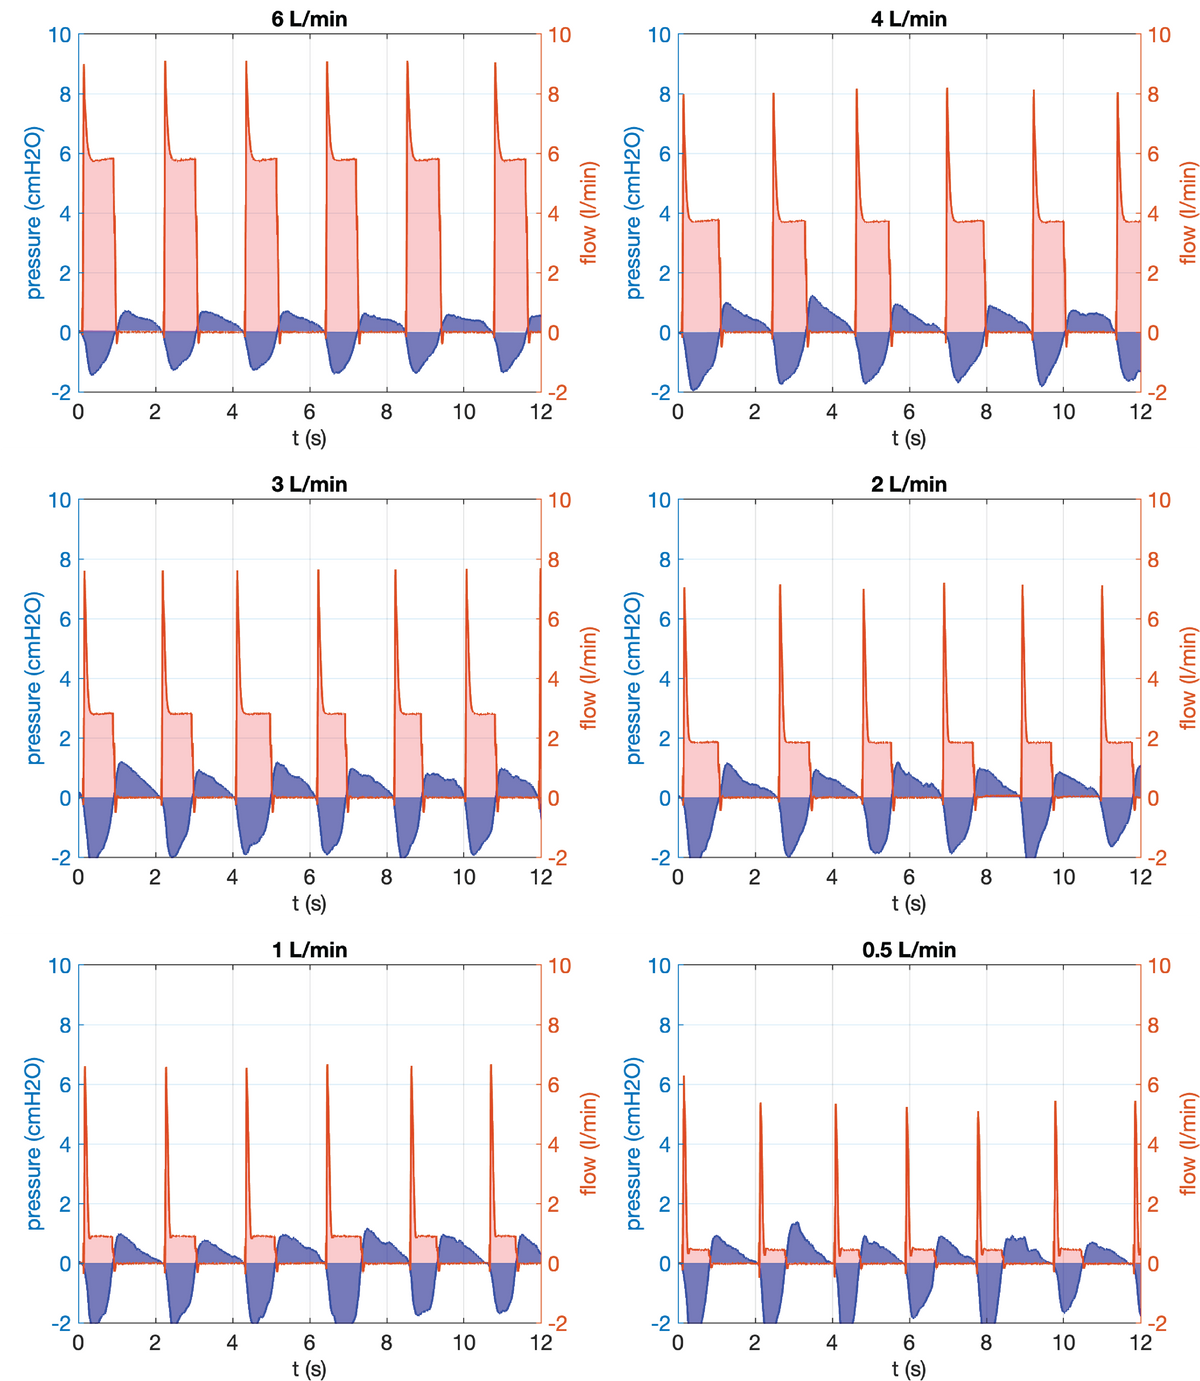 6 L/min
4 L/min
10 10 10 10
8 8 8 8
6 6 6 6
4 4 4 4
2 2 2 2
0 0 0 0
-2 -2 -2 -2
pressure (cmH2O)
flow (l/min)
pressure (cmH2O)
flow (l/min)
0 2 4 6 8 10 12
0 2 4 6 8 10 12
t (s)
t (s)
3 L/min
2 L/min
10 10 10 10
8 8 8 8
6 6 6 6
4 4 4 4
2 2 2 2
0 0 0 0
-2 -2 -2 -2
pressure (cmH2O)
flow (l/min)
pressure (cmH2O)
flow (l/min)
0 2 4 6 8 10 12
0 2 4 6 8 10 12
t (s)
t (s)
1 L/min
0.5 L/min
10 10 10 10
8 8 8 8
6 6 6 6
4 4 4 4
2 2 2 2
0 0 0 0
-2 -2 -2 -2
pressure (cmH2O)
flow (l/min)
pressure (cmH2O)
flow (l/min)
0 2 4 6 8 10 12
0 2 4 6 8 10 12
t (s)
t (s)